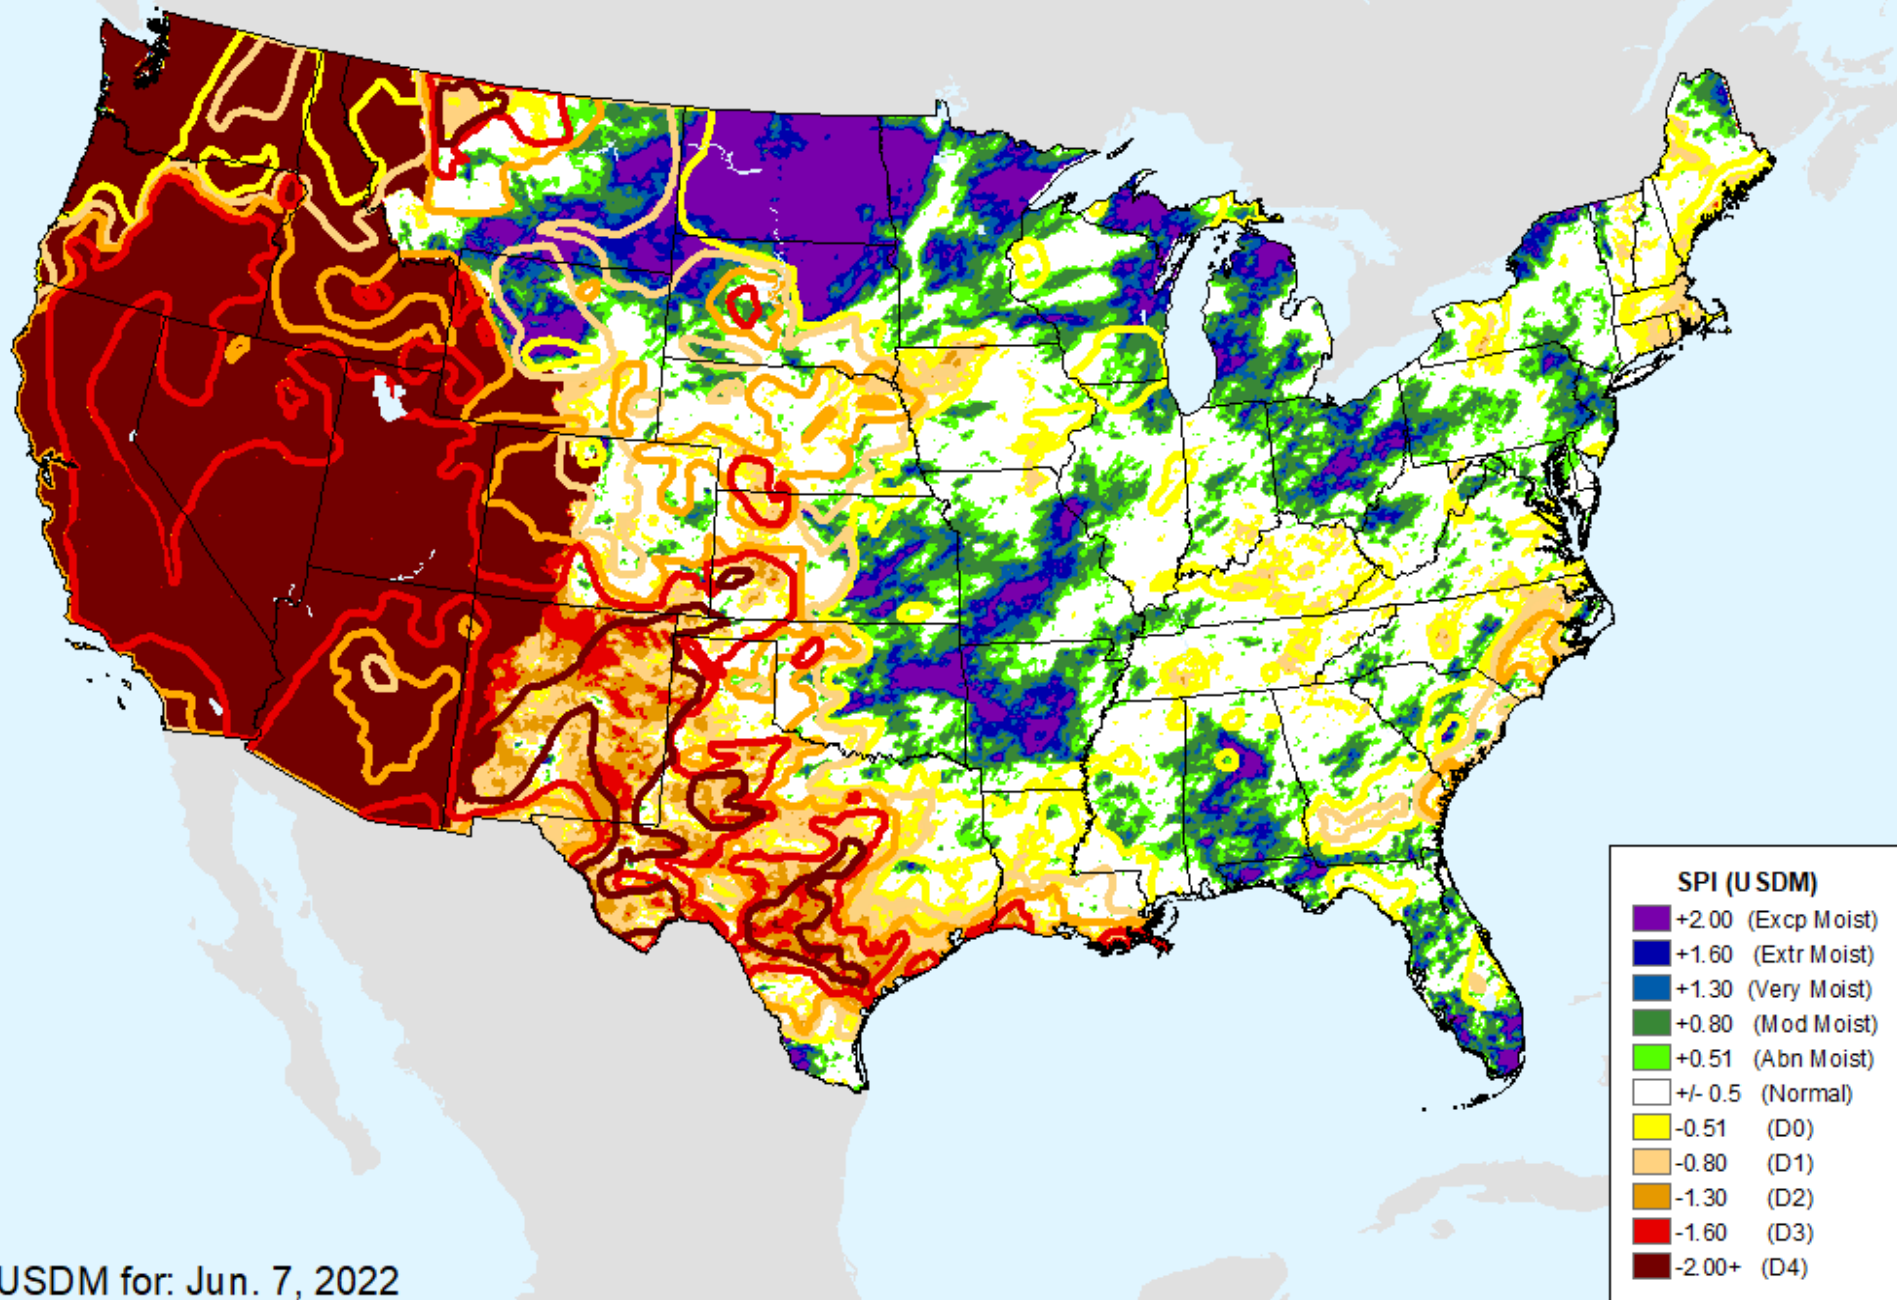 SPI (USDM)
+2.00 (Excp Moist)
+1.60 (Extr Moist)
+1.30 (Very Moist)
+0.80 (Mod Moist)
+0.51 (Abn Moist)
+/- 0.5 (Normal)
-0.51 (D0)
-0.80 (D1)
-1.30 (D2)
-1.60 (D3)
-2.00+ (D4)
USDM for: Jun. 7, 2022